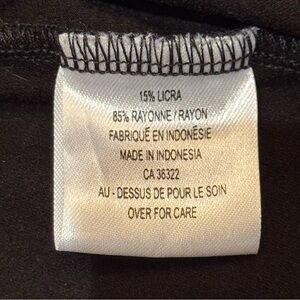 15% LICRA
85% RAYONNE / RAYON
FABRIQUÉ EN INDONÉSIE
MADE IN INDONESIA
CA 36322
AU - DESSUS DE POUR LE SOIN
OVER FOR CARE